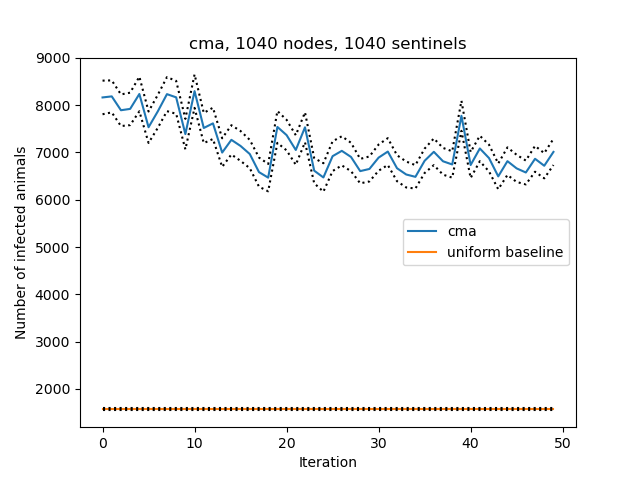 cma, 1040 nodes, 1040 sentinels
9000
8000
7000
6000
5000
4000
3000
2000
Number of infected animals
cma
uniform baseline
0 10 20 30 40 50
Iteration